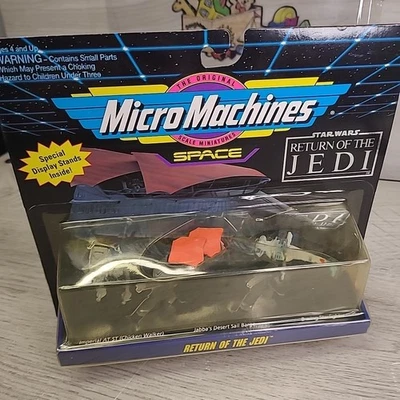 Ages 4 and Up
WARNING - Contains Small Parts
Which May Present a Choking
Hazard to Children Under Three
THE ORIGINAL
Micro Machines
SCALE MINIATURES
SPACE
STAR WARS
RETURN OF THE
JEDI
Special
Display Stands
Inside!
Imperial AT-ST (Chicken Walker)
Jabba's Desert Sail Barge
RETURN OF THE JEDI